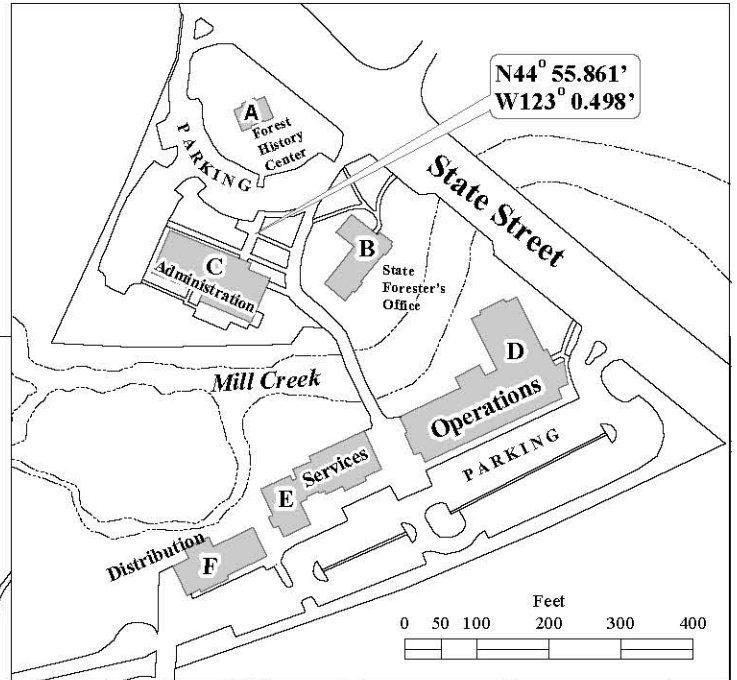 N44° 55.861'
W123° 0.498'
A
Forest
History
Center
PARKING
State Street
B
State
Forester's
Office
C
Administration
D
Operations
Mill Creek
PARKING
Services
E
Distribution
F
Feet
0 50 100 200 300 400